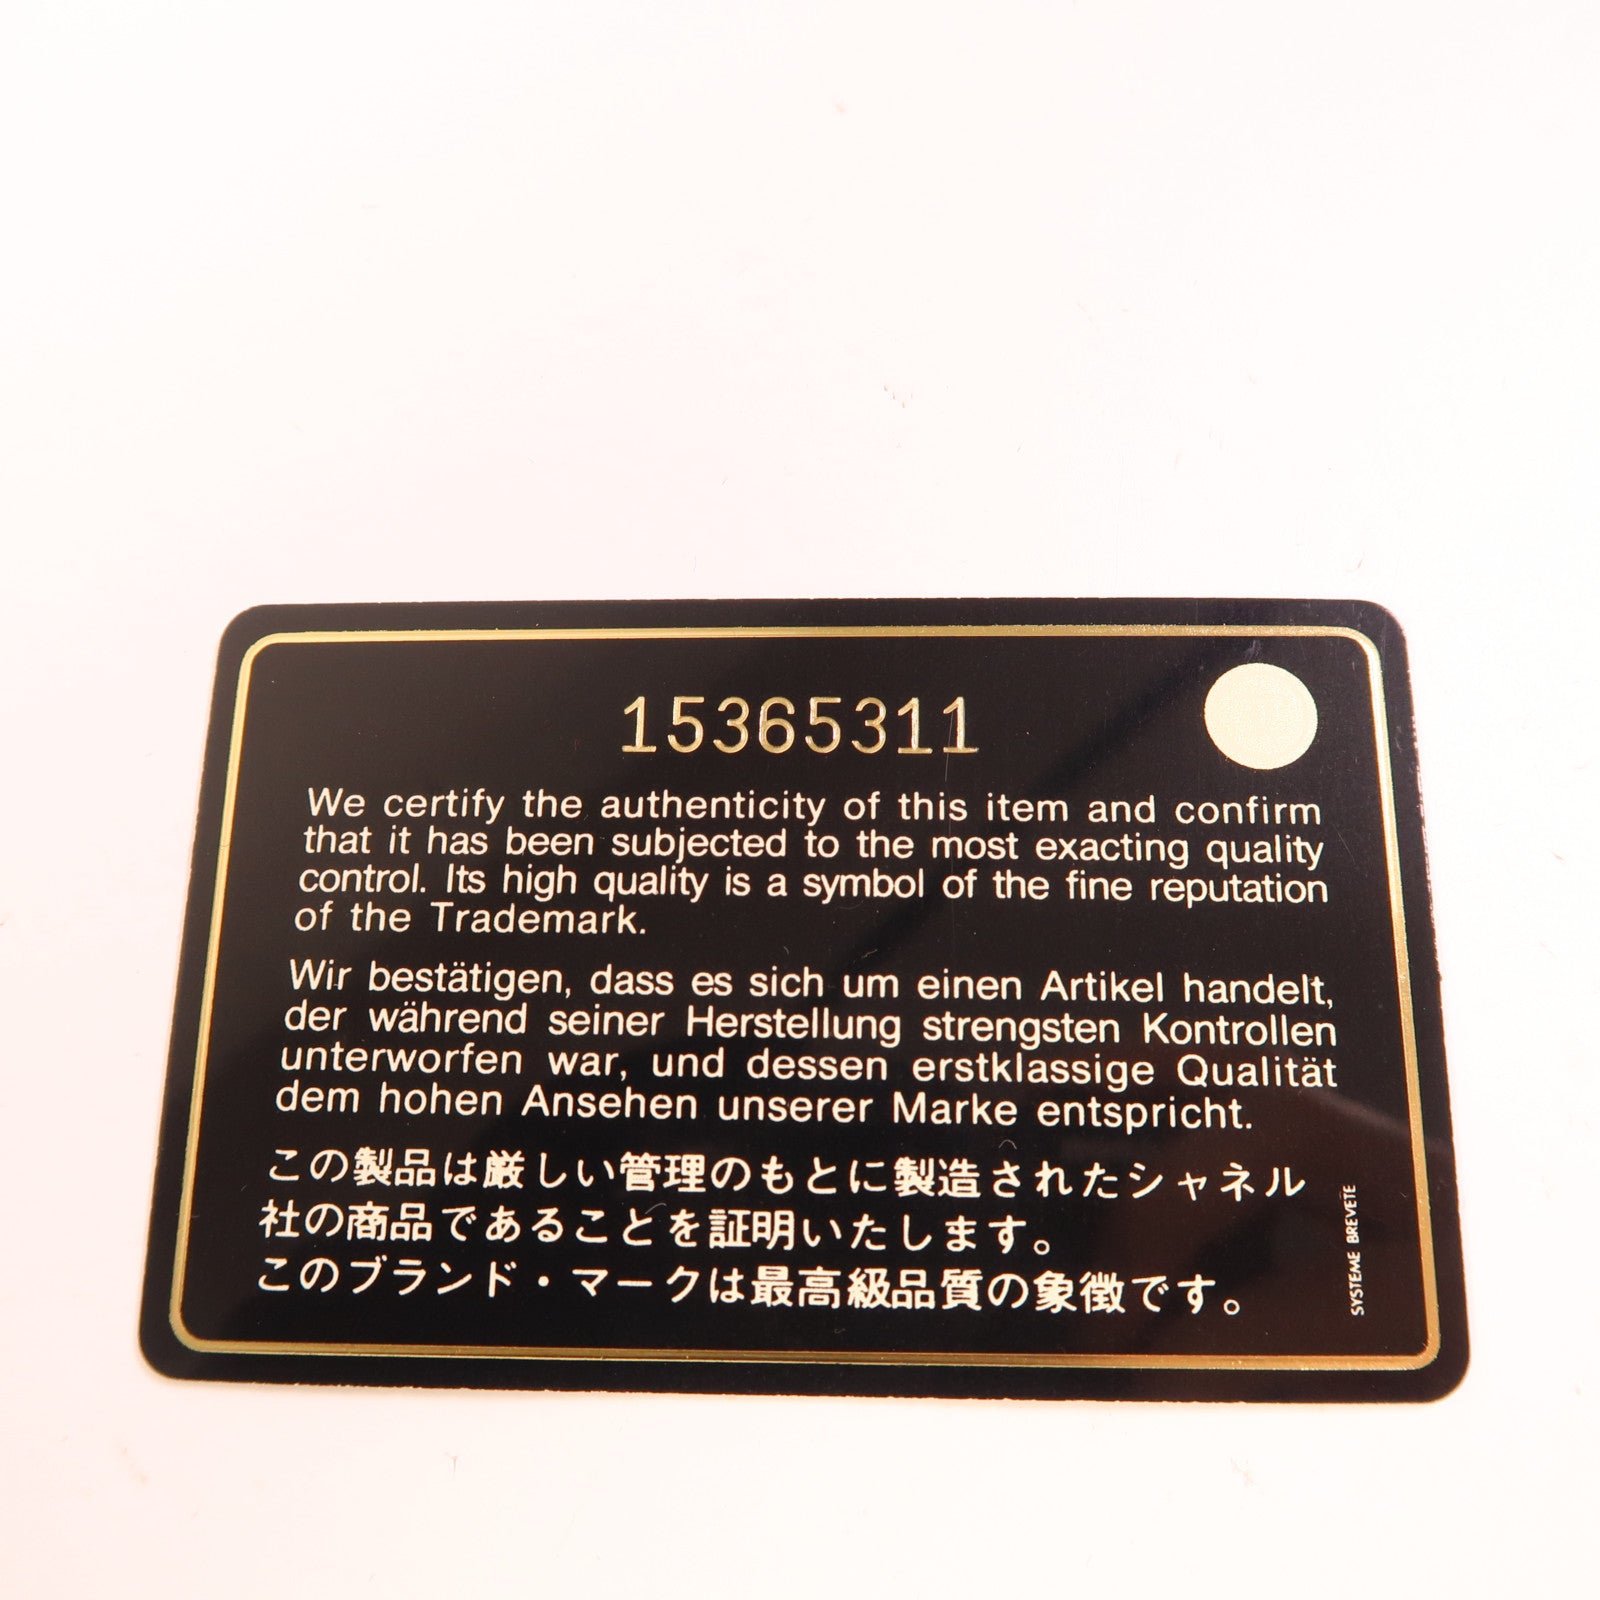 15365311
We certify the authenticity of this item and confirm
that it has been subjected to the most exacting quality
control. Its high quality is a symbol of the fine reputation
of the Trademark.
Wir bestätigen, dass es sich um einen Artikel handelt,
der während seiner Herstellung strengsten Kontrollen
unterworfen war, und dessen erstklassige Qualität
dem hohen Ansehen unserer Marke entspricht.
この製品は厳しい管理のもとに製造されたシャネル
社の商品であることを証明いたします。
このブランド・マークは最高級品質の象徴です。
SYSTEME BREVETE